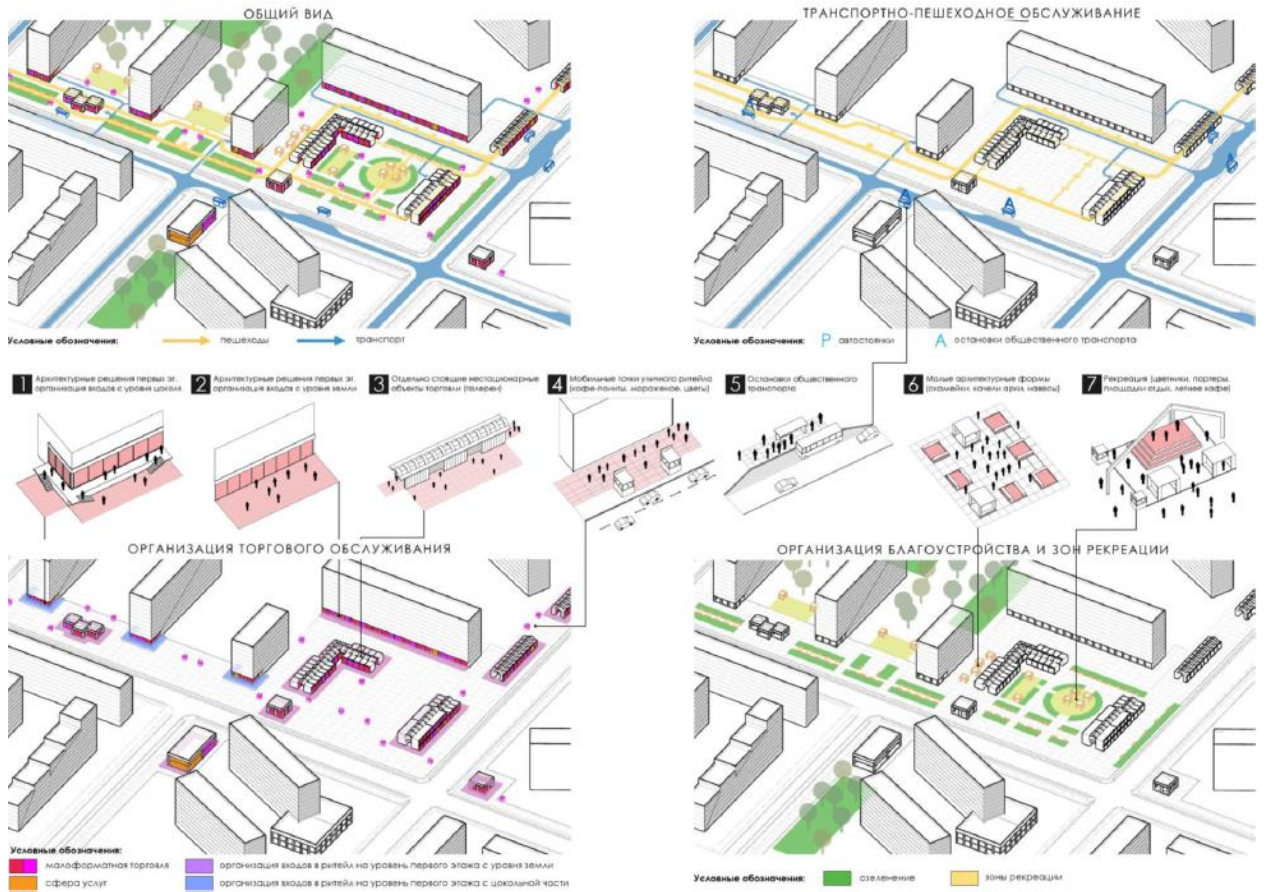 ОБЩИЙ ВИД
ТРАНСПОРТНО-ПЕШЕХОДНОЕ ОБСЛУЖИВАНИЕ
Условные обозначения:
пешеходы
транспорт
Условные обозначения:
P автостоянки
А остановки общественного транспорта
1 Архитектурные решения первых эт.
организация входов с уровня цоколя
2 Архитектурные решения первых эт.
организация входов с уровня земли
3 Отдельно стоящие нестационарные
объекты торговли (галереи)
4 Мобильные точки уличного ритейла
(кофе-поинты, мороженое, цветы)
5 Остановки общественного
транспорта
6 Малые архитектурные формы
(скамейки, качели арки, навесы)
7 Рекреация (цветники, партеры,
площадки отдых, летнее кафе)
ОРГАНИЗАЦИЯ ТОРГОВОГО ОБСЛУЖИВАНИЯ
ОРГАНИЗАЦИЯ БЛАГОУСТРОЙСТВА И ЗОН РЕКРЕАЦИИ
Условные обозначения:
малоформатная торговля
организация входов в ритейл на уровень первого этажа с уровня земли
сфера услуг
организация входов в ритейл на уровень первого этажа с цокольной части
Условные обозначения:
озеленение
зоны рекреации